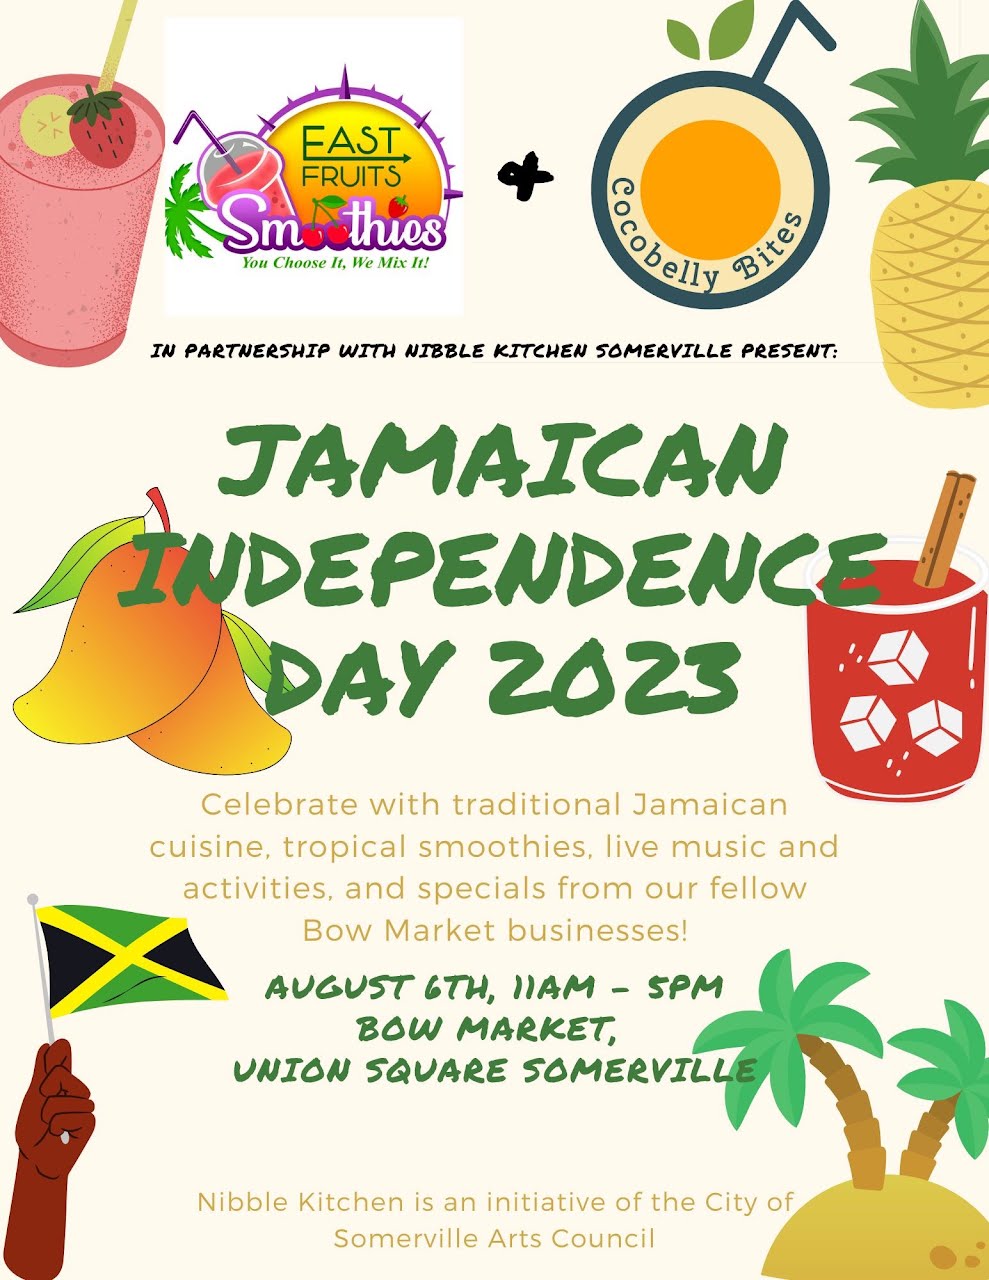 EAST
FRUITS
Smoothies
You Choose It, We Mix It!
+
Cocobelly Bites
IN PARTNERSHIP WITH NIBBLE KITCHEN SOMERVILLE PRESENT:
JAMAICAN
INDEPENDENCE
DAY 2023
Celebrate with traditional Jamaican
cuisine, tropical smoothies, live music and
activities, and specials from our fellow
Bow Market businesses!
AUGUST 6TH, 11AM - 5PM
BOW MARKET,
UNION SQUARE SOMERVILLE
Nibble Kitchen is an initiative of the City of
Somerville Arts Council